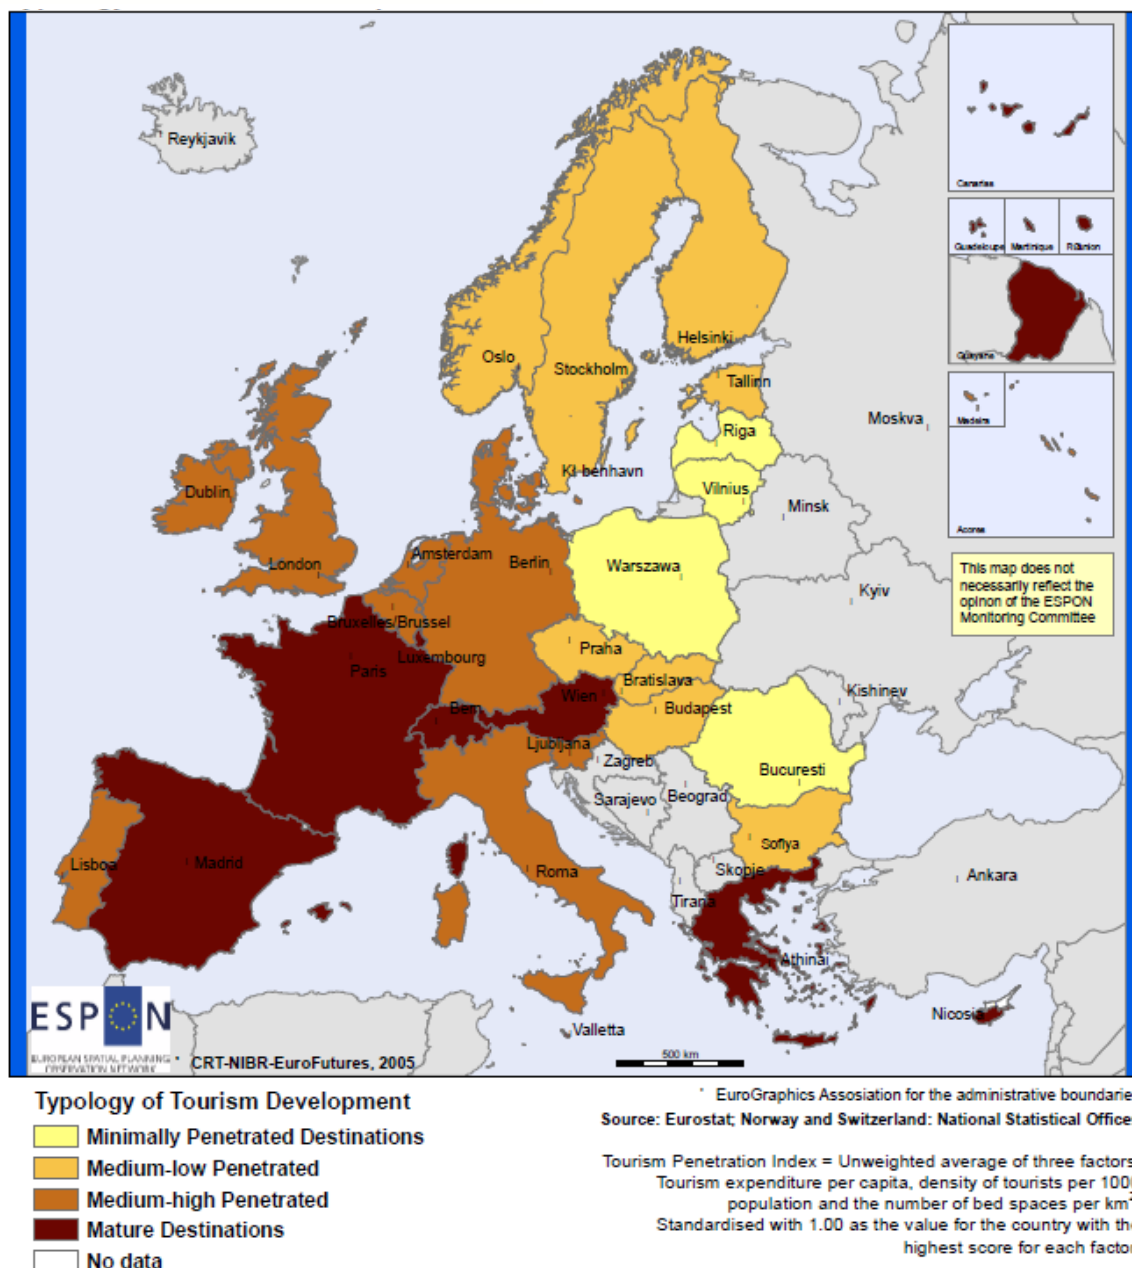 Reykjavik
Canarias
Guadeloupe
Martinique
Réunion
Guayane
Oslo
Stockholm
Helsinki
Tallinn
Riga
Vilnius
Moskva
Madeira
Acores
Minsk
Kl benhavn
Dublin
London
Amsterdam
Berlin
Warszawa
Kyiv
This map does not
necessarily reflect the
opinon of the ESPON
Monitoring Committee
Bruxelles/Brussel
Luxembourg
Paris
Praha
Bratislava
Wien
Budapest
Kishinev
Bern
Ljubljana
Zagreb
Bucuresti
Sarajevo
Beograd
Sofiya
Lisboa
Madrid
Roma
Skopje
Tirana
Ankara
Athinai
Nicosia
Valletta
ESPON
EUROPEAN SPATIAL PLANNING
OBSERVATION NETWORK
CRT-NIBR-EuroFutures, 2005
500 km
Typology of Tourism Development
Minimally Penetrated Destinations
Medium-low Penetrated
Medium-high Penetrated
Mature Destinations
No data
EuroGraphics Assosiation for the administrative boundarie
Source: Eurostat; Norway and Switzerland: National Statistical Office
Tourism Penetration Index = Unweighted average of three factors
Tourism expenditure per capita, density of tourists per 100
population and the number of bed spaces per km²
Standardised with 1.00 as the value for the country with the
highest score for each factor